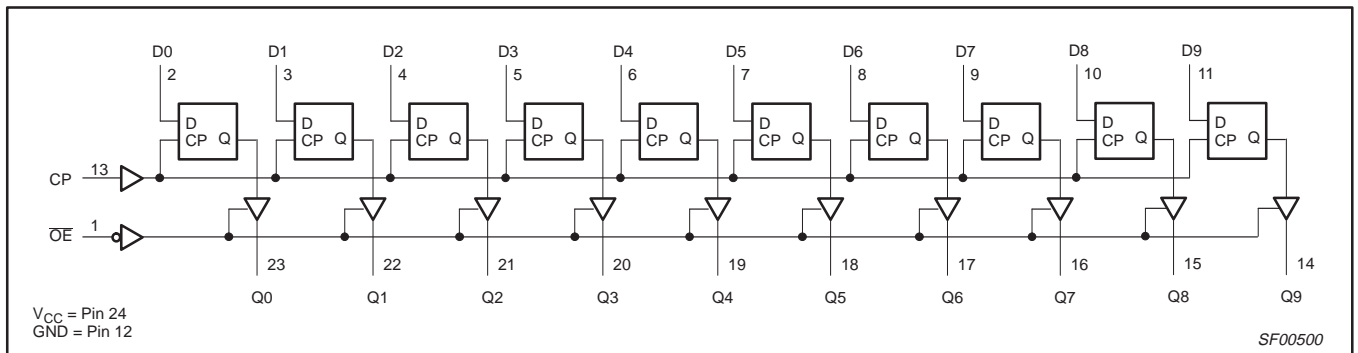 D0 D1 D2 D3 D4 D5 D6 D7 D8 D9
2 3 4 5 6 7 8 9 10 11
D D D D D D D D D D
CP Q CP Q CP Q CP Q CP Q CP Q CP Q CP Q CP Q CP Q
CP 13
OE 1
23 22 21 20 19 18 17 16 15 14
Q0 Q1 Q2 Q3 Q4 Q5 Q6 Q7 Q8 Q9
VCC = Pin 24
GND = Pin 12
SF00500